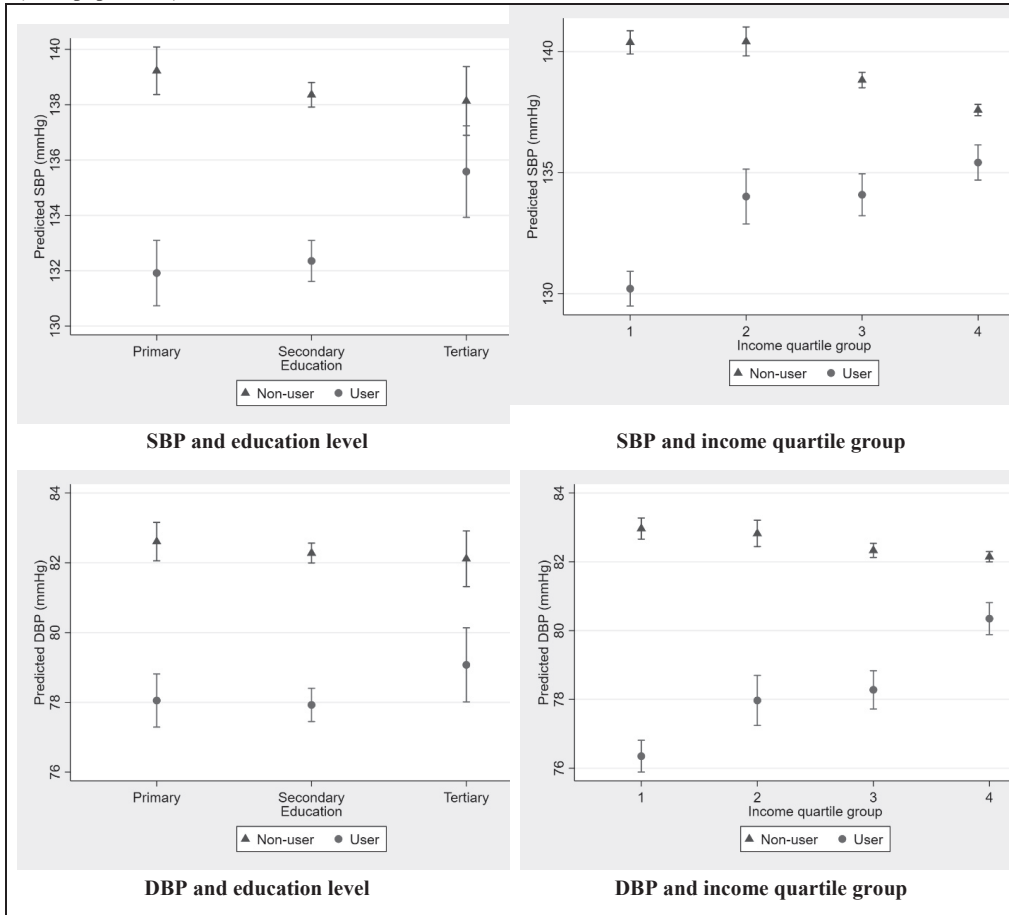 Predicted SBP (mmHg)
140
138
136
134
132
130
Primary
Secondary
Tertiary
Education
Non-user
User
SBP and education level
Predicted SBP (mmHg)
140
135
130
1
2
3
4
Income quartile group
Non-user
User
SBP and income quartile group
Predicted DBP (mmHg)
84
82
80
78
76
Primary
Secondary
Tertiary
Education
Non-user
User
DBP and education level
Predicted DBP (mmHg)
84
82
80
78
76
1
2
3
4
Income quartile group
Non-user
User
DBP and income quartile group